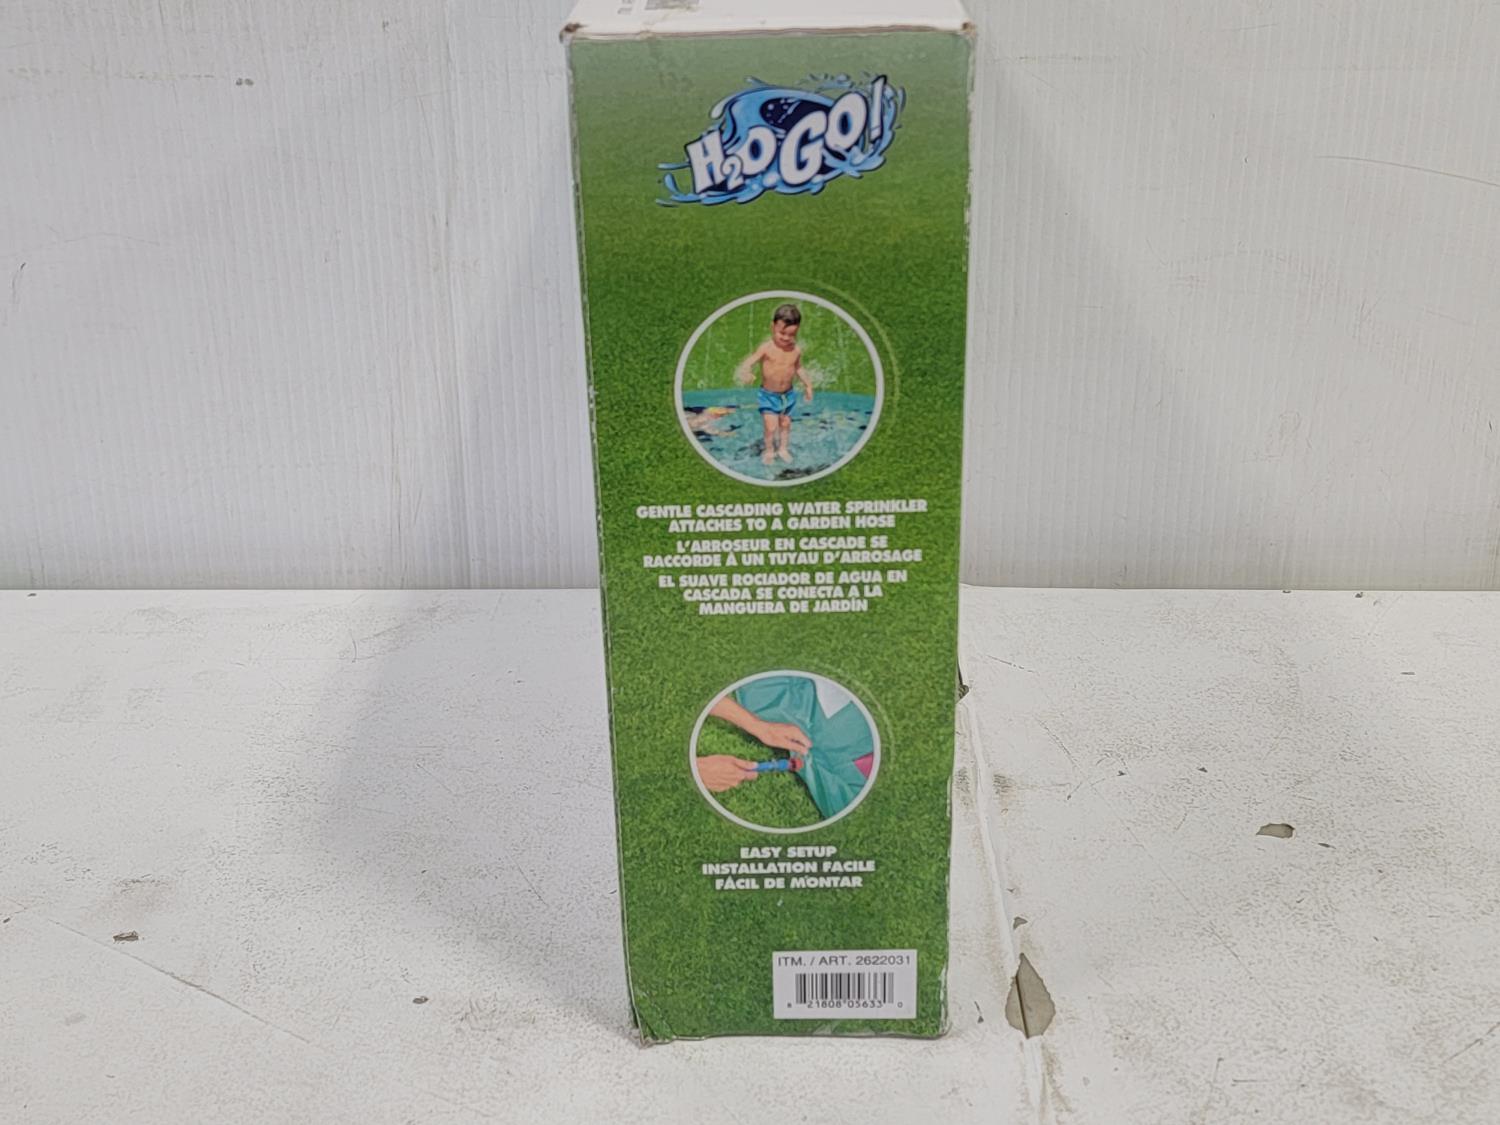 H2O GO!
GENTLE CASCADING WATER SPRINKLER
ATTACHES TO A GARDEN HOSE
L'ARROSEUR EN CASCADE SE
RACCORDE À UN TUYAU D'ARROSAGE
EL SUAVE ROCIADOR DE AGUA EN
CASCADA SE CONECTA A LA
MANGUERA DE JARDÍN
EASY SETUP
INSTALLATION FACILE
FÁCIL DE MONTAR
ITM. / ART. 2622031
8 21808 05633 0